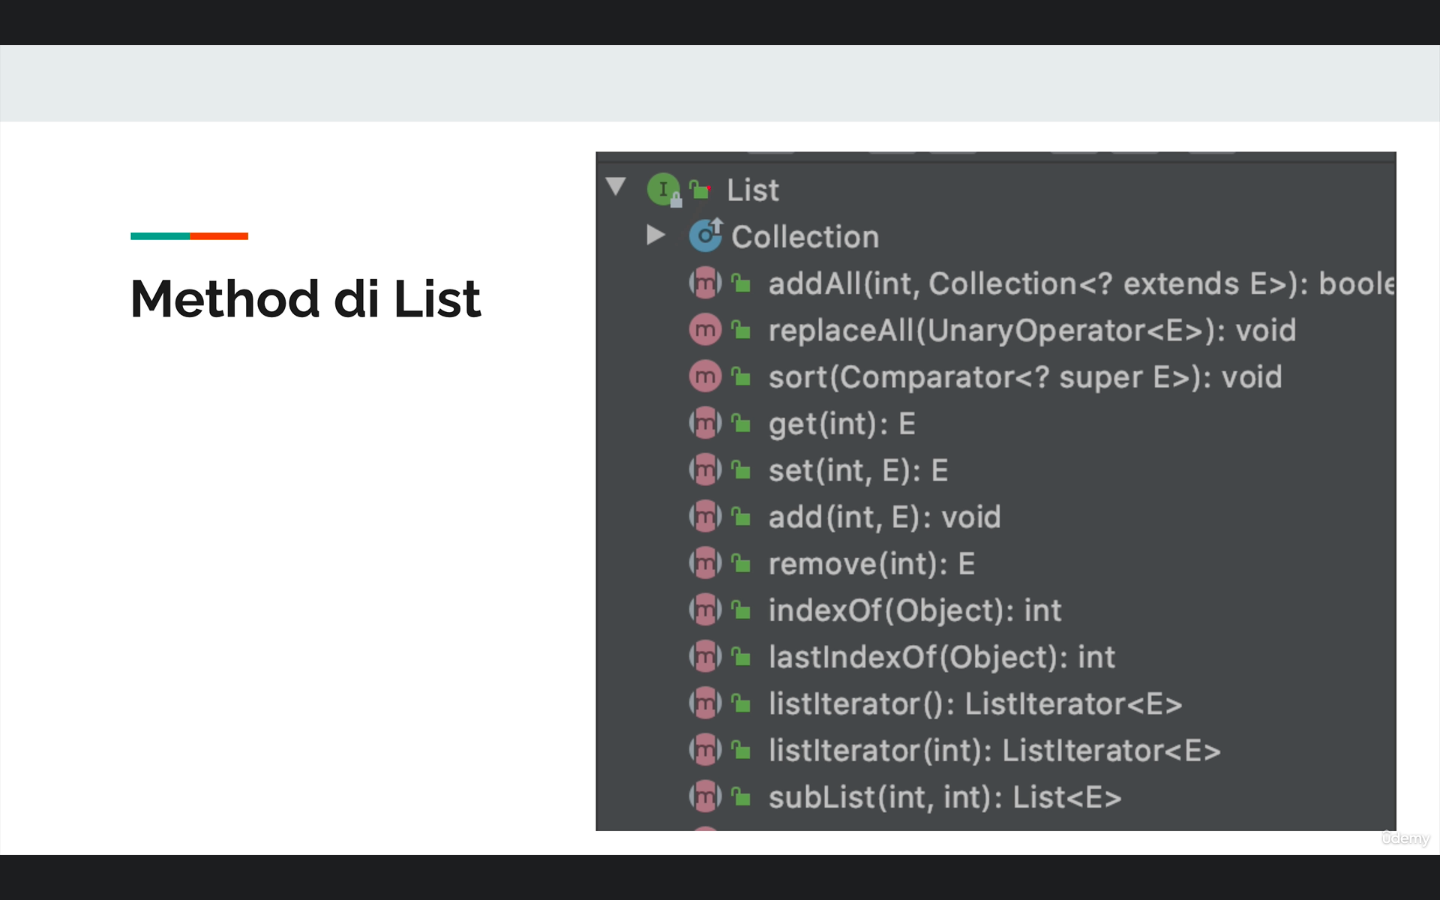 Method di List
List
Collection
addAll(int, Collection<? extends E>): boole
replaceAll(UnaryOperator<E>): void
sort(Comparator<? super E>): void
get(int): E
set(int, E): E
add(int, E): void
remove(int): E
indexOf(Object): int
lastIndexOf(Object): int
listIterator(): ListIterator<E>
listIterator(int): ListIterator<E>
subList(int, int): List<E>
ûdemy